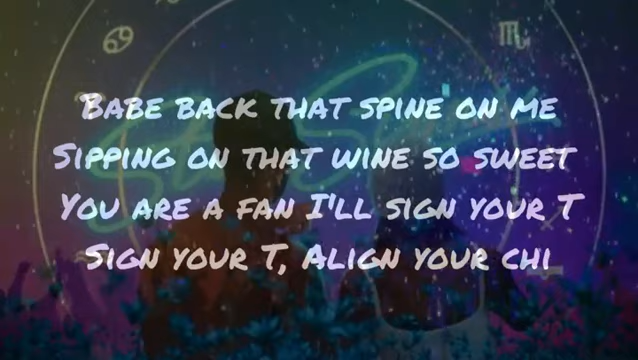 Babe back that spine on me
Sipping on that wine so sweet
You are a fan I'll sign your T
Sign your T, Align your chi